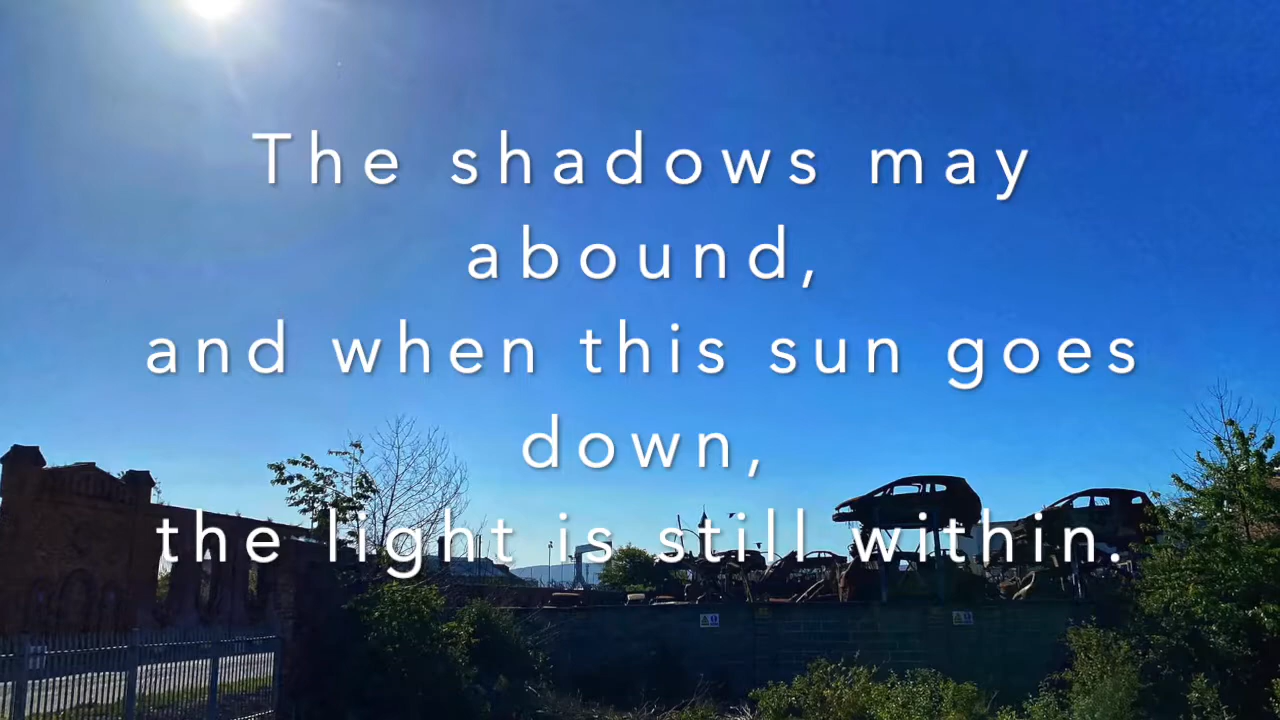 The shadows may
abound,
and when this sun goes
down,
the light is still within.